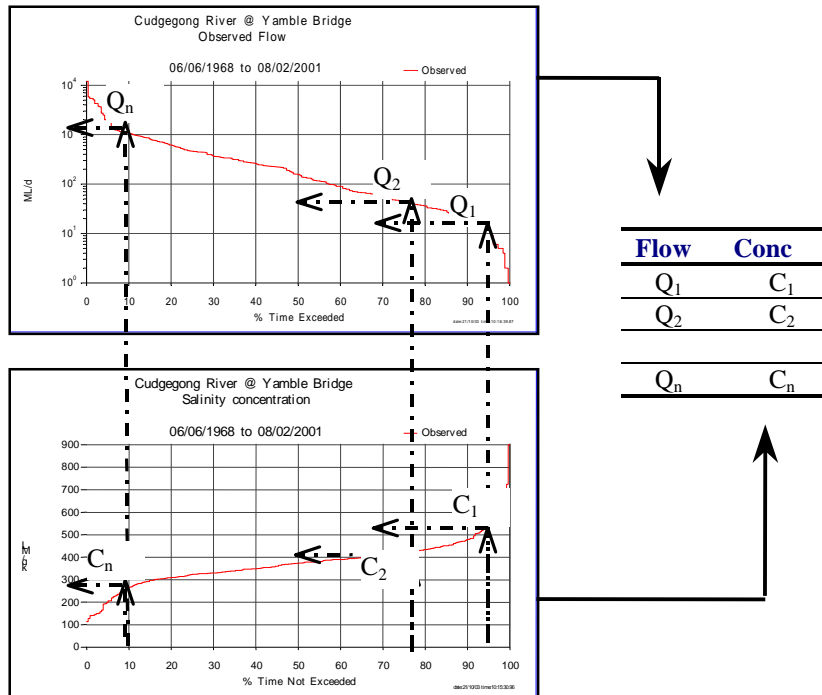 Cudgegong River @ Yamble Bridge
Observed Flow
06/06/1968 to 08/02/2001
Observed
Qn
Q2
Q1
ML/d
10^4
10^3
10^2
10^1
10^0
0 10 20 30 40 50 60 70 80 90 100
% Time Exceeded
Flow Conc
Q1 C1
Q2 C2
Qn Cn
Cudgegong River @ Yamble Bridge
Salinity concentration
06/06/1968 to 08/02/2001
Observed
900
800
700
600
500
400
300
200
100
0
C1
C2
Cn
0 10 20 30 40 50 60 70 80 90 100
% Time Not Exceeded